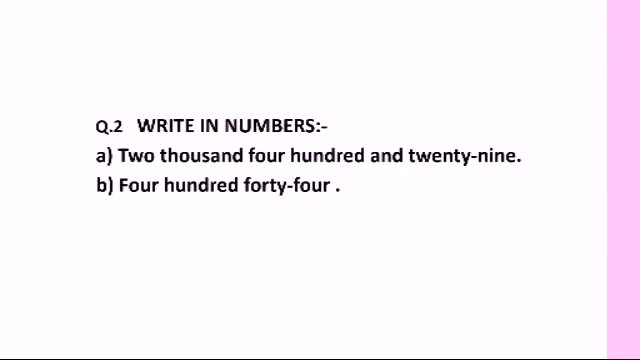 Q.2 WRITE IN NUMBERS:-
a) Two thousand four hundred and twenty-nine.
b) Four hundred forty-four .